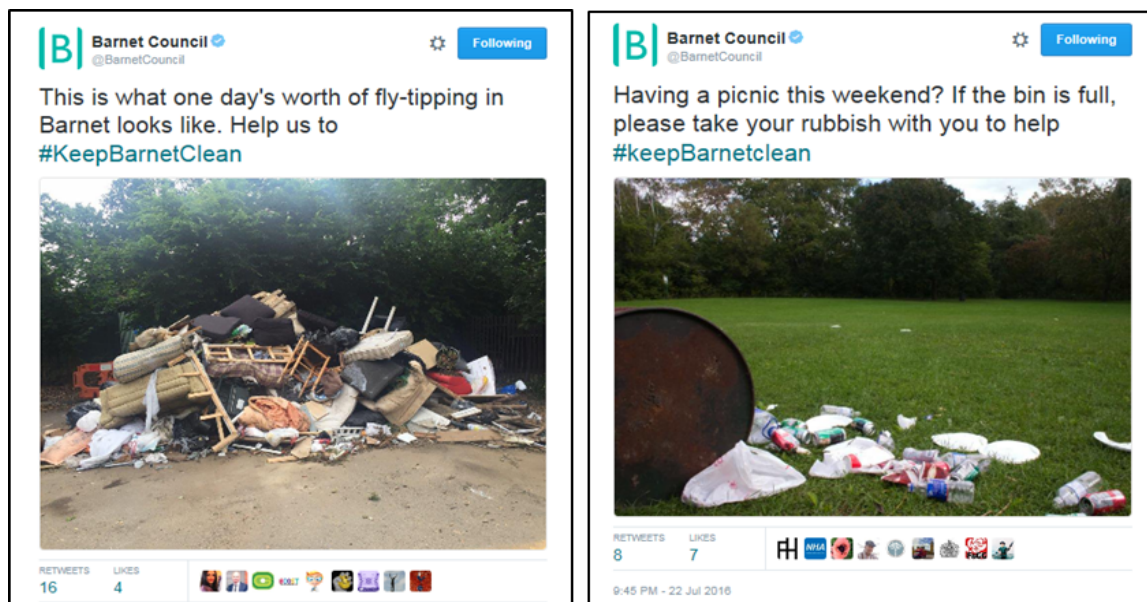 [B]
Barnet Council
@BarnetCouncil
Following
This is what one day's worth of fly-tipping in
Barnet looks like. Help us to
#KeepBarnetClean
RETWEETS
LIKES
16
4
[B]
Barnet Council
@BarnetCouncil
Following
Having a picnic this weekend? If the bin is full,
please take your rubbish with you to help
#keepBarnetclean
RETWEETS
LIKES
8
7
NHA
9:45 PM - 22 Jul 2016